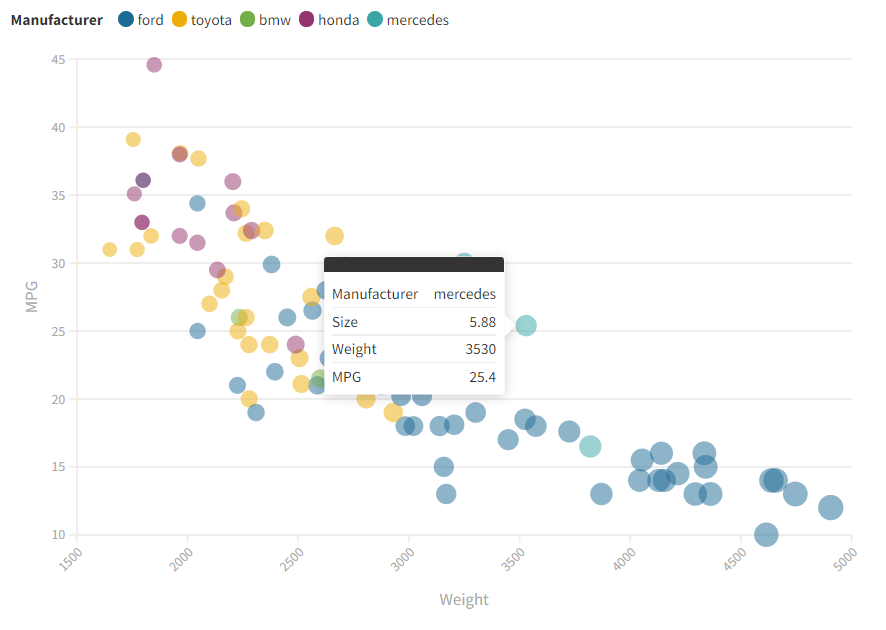 Manufacturer ford toyota bmw honda mercedes
45
40
35
30
25
20
15
10
MPG
Manufacturer mercedes
Size 5.88
Weight 3530
MPG 25.4
1500 2000 2500 3000 3500 4000 4500 5000
Weight